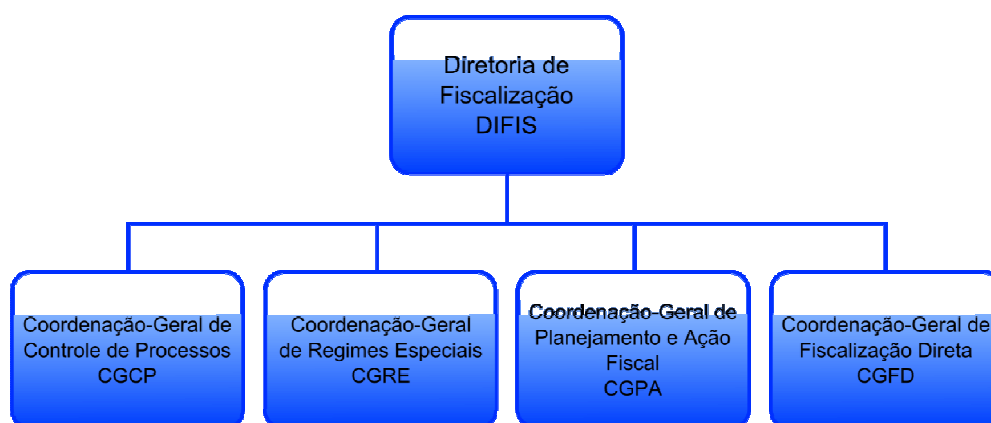 Diretoria de
Fiscalização
DIFIS
Coordenação-Geral de
Controle de Processos
CGCP
Coordenação-Geral
de Regimes Especiais
CGRE
Coordenação-Geral de
Planejamento e Ação
Fiscal
CGPA
Coordenação-Geral de
Fiscalização Direta
CGFD